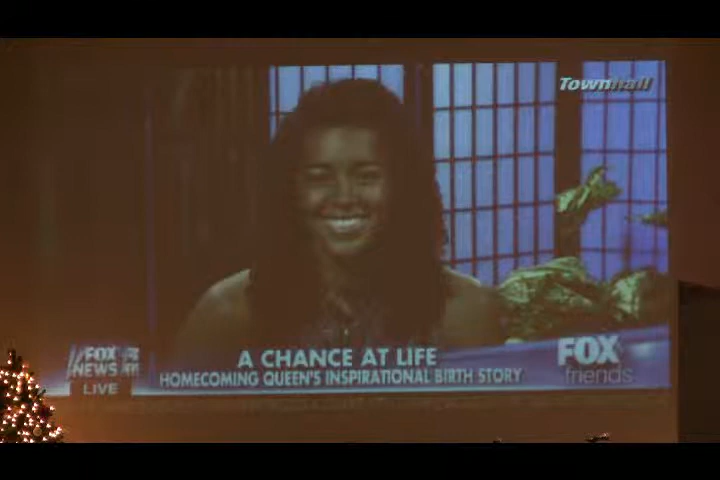 Townhall
A CHANCE AT LIFE
HOMECOMING QUEEN'S INSPIRATIONAL BIRTH STORY
FOX
NEWS
LIVE
FOX
friends